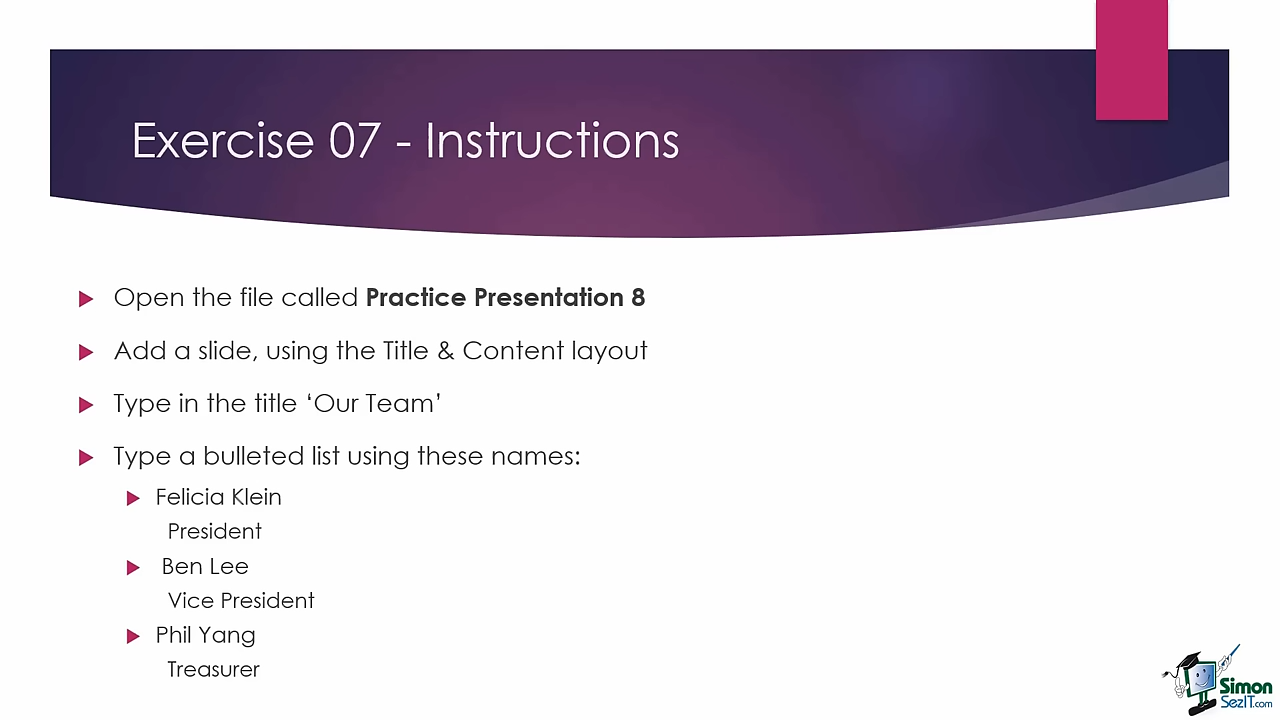 Exercise 07 - Instructions
Open the file called Practice Presentation 8
Add a slide, using the Title & Content layout
Type in the title ‘Our Team’
Type a bulleted list using these names:
Felicia Klein
President
Ben Lee
Vice President
Phil Yang
Treasurer
Simon
SezIT.com